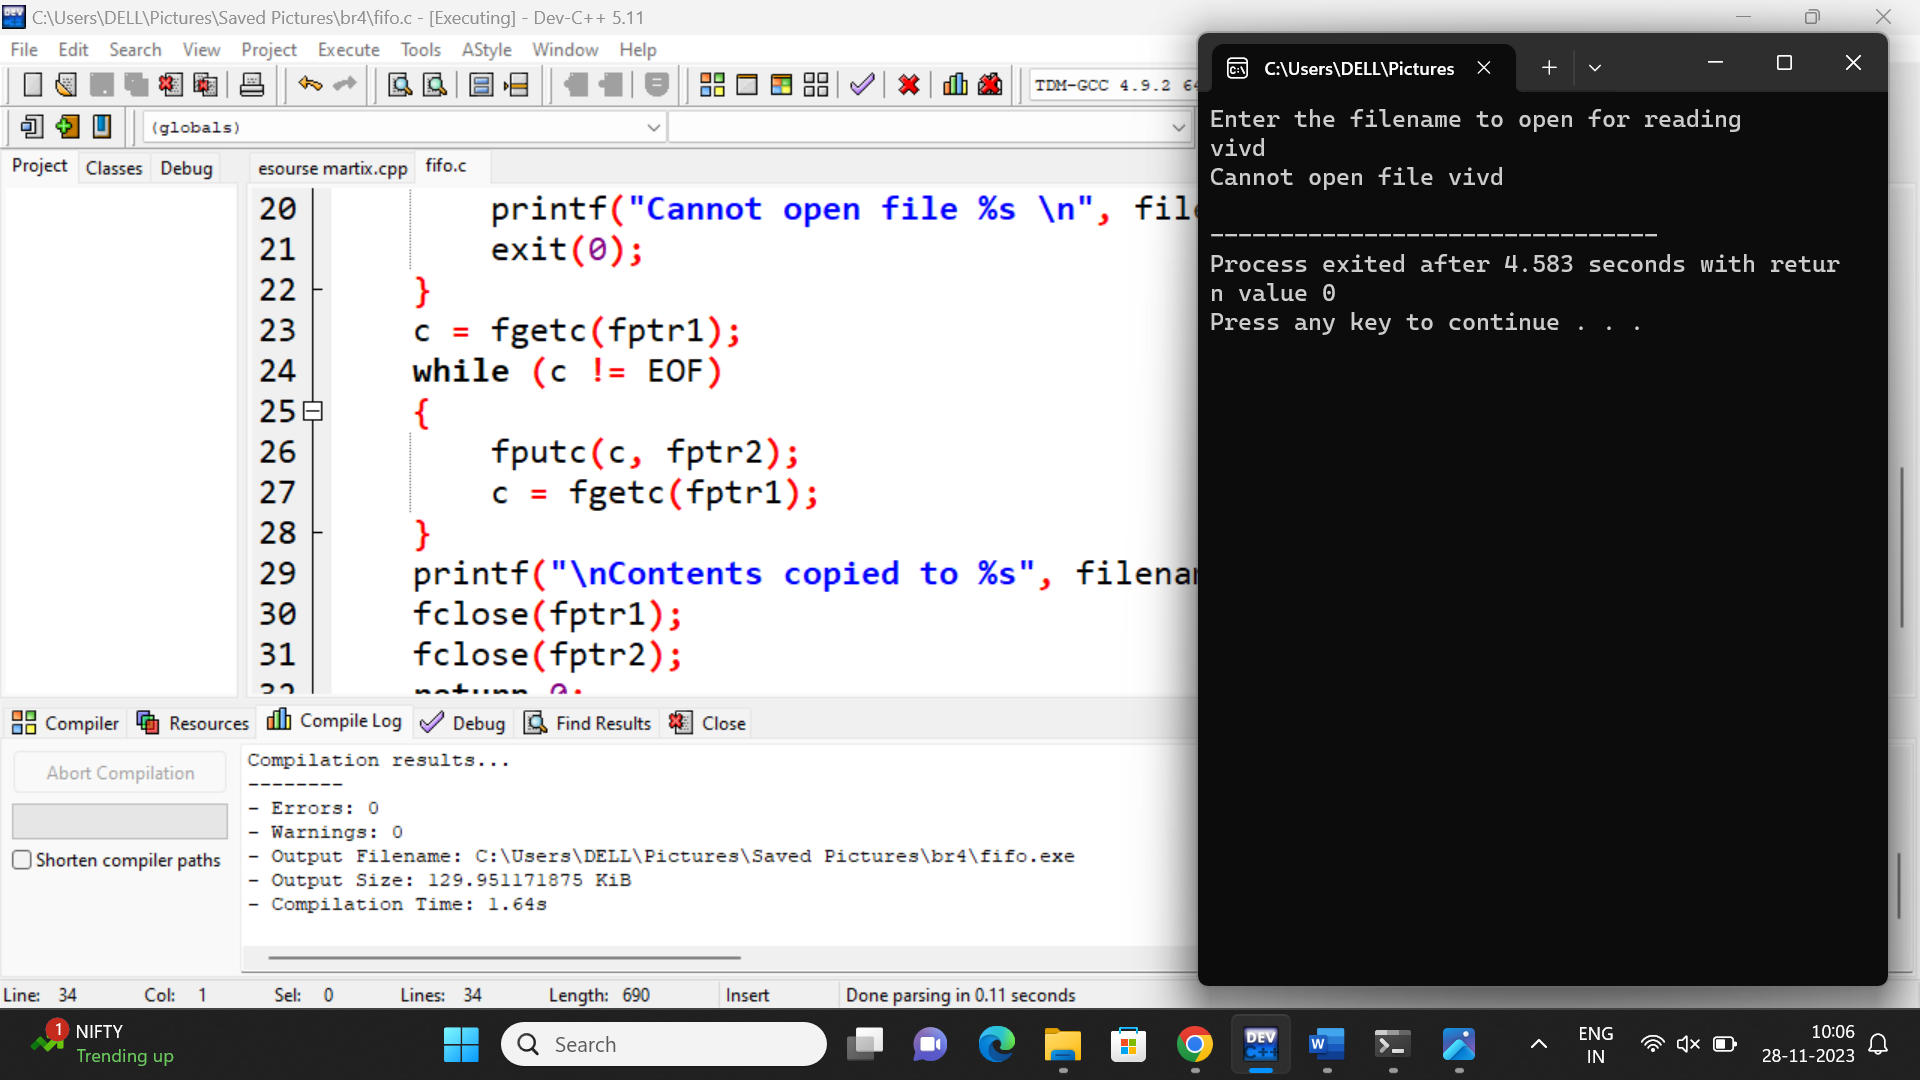 C:\Users\DELL\Pictures\Saved Pictures\br4\fifo.c - [Executing] - Dev-C++ 5.11
File Edit Search View Project Execute Tools AStyle Window Help
TDM-GCC 4.9.2 64
(globals)
Project Classes Debug
esourse martix.cpp fifo.c
20 printf("Cannot open file %s \n", file
21 exit(0);
22 }
23 c = fgetc(fptr1);
24 while (c != EOF)
25 {
26 fputc(c, fptr2);
27 c = fgetc(fptr1);
28 }
29 printf("\nContents copied to %s", filenam
30 fclose(fptr1);
31 fclose(fptr2);
32 return 0;
Compiler Resources Compile Log Debug Find Results Close
Abort Compilation
Shorten compiler paths
Compilation results...
--------
- Errors: 0
- Warnings: 0
- Output Filename: C:\Users\DELL\Pictures\Saved Pictures\br4\fifo.exe
- Output Size: 129.951171875 KiB
- Compilation Time: 1.64s
Line: 34 Col: 1 Sel: 0 Lines: 34 Length: 690 Insert Done parsing in 0.11 seconds
C:\Users\DELL\Pictures
Enter the filename to open for reading
vivd
Cannot open file vivd
--------------------------------
Process exited after 4.583 seconds with retur
n value 0
Press any key to continue . . .
1
NIFTY
Trending up
Search
DEV
C++
W
ENG
IN
10:06
28-11-2023